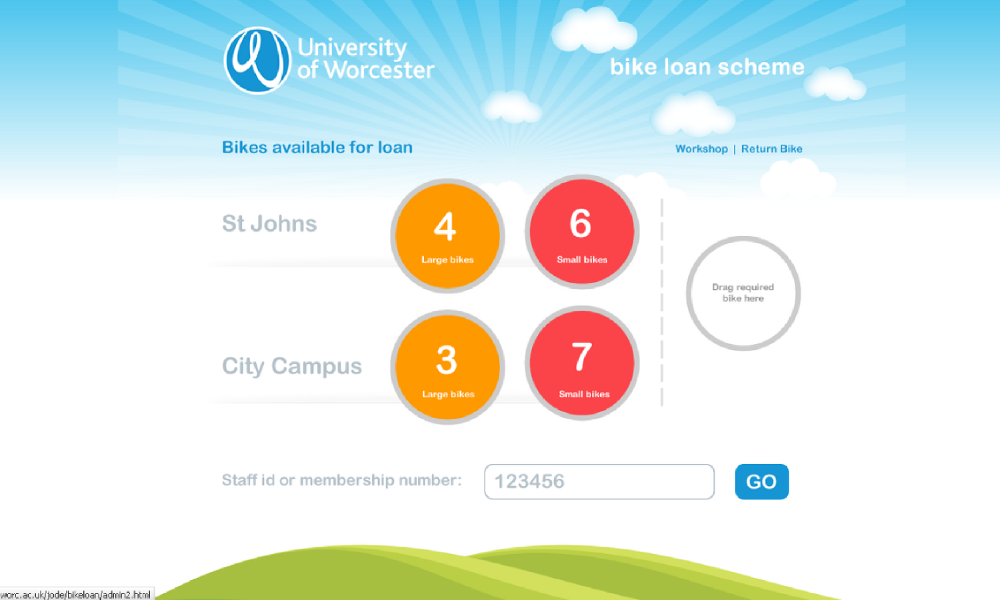 University
of Worcester
bike loan scheme
Bikes available for loan
Workshop | Return Bike
St Johns
4
Large bikes
6
Small bikes
Drag required
bike here
City Campus
3
Large bikes
7
Small bikes
Staff id or membership number:
123456
GO
worc.ac.uk/jode/bikeloan/admin2.html